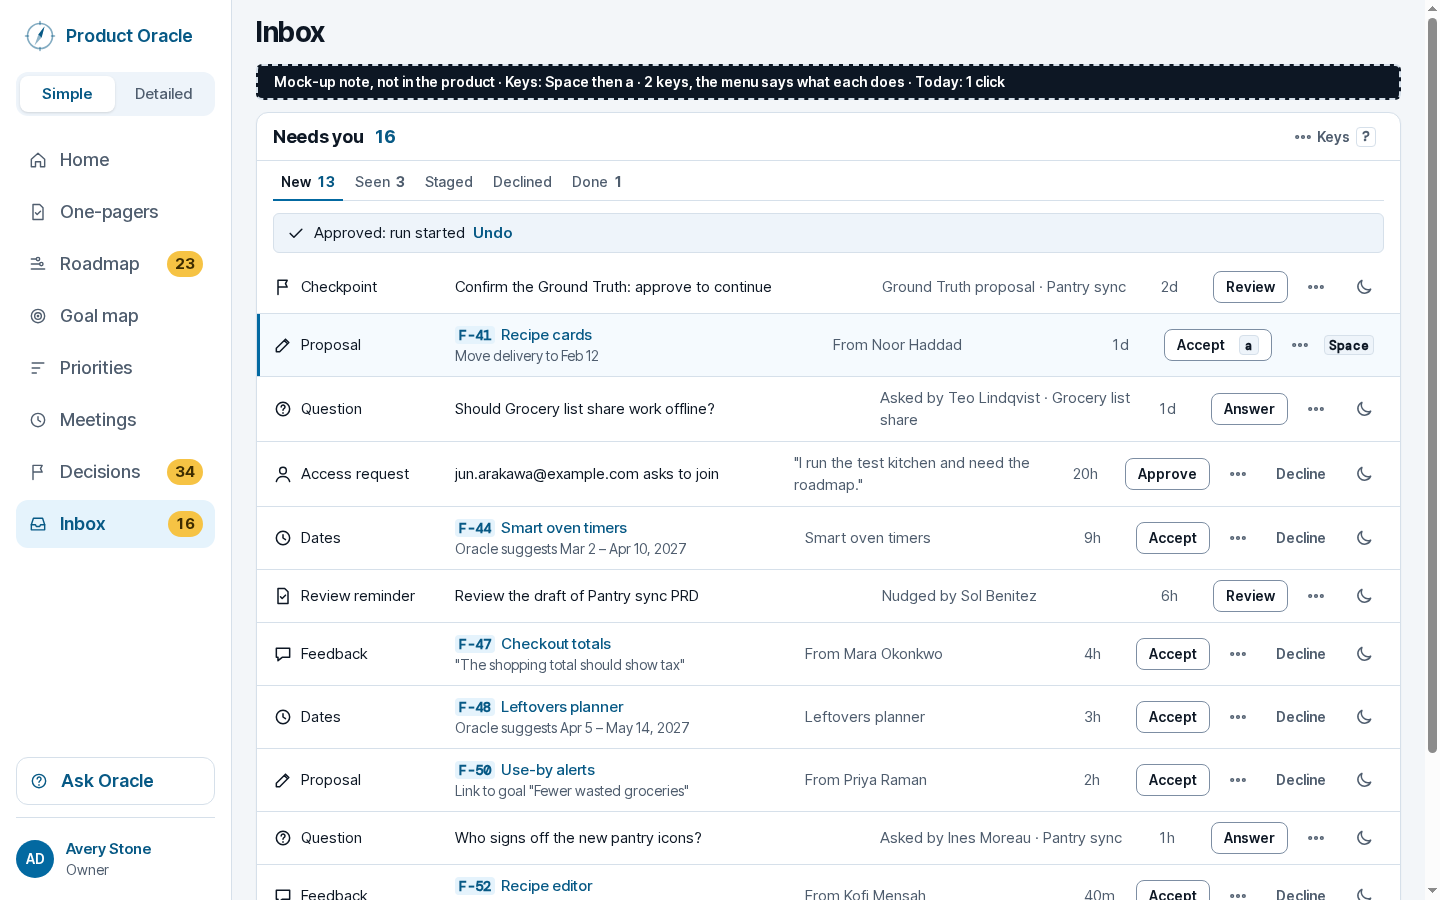 Product Oracle
Simple Detailed
Home
One-pagers
Roadmap 23
Goal map
Priorities
Meetings
Decisions 34
Inbox 16
Ask Oracle
AD Avery Stone
Owner
Inbox
Mock-up note, not in the product · Keys: Space then a · 2 keys, the menu says what each does · Today: 1 click
Needs you 16 ••• Keys ?
New 13 Seen 3 Staged Declined Done 1
Approved: run started Undo
Checkpoint Confirm the Ground Truth: approve to continue Ground Truth proposal · Pantry sync 2d Review
Proposal F-41 Recipe cards From Noor Haddad 1d Accept a Space
Move delivery to Feb 12
Question Should Grocery list share work offline? Asked by Teo Lindqvist · Grocery list 1d Answer
share
Access request jun.arakawa@example.com asks to join "I run the test kitchen and need the 20h Approve Decline
roadmap."
Dates F-44 Smart oven timers Smart oven timers 9h Accept Decline
Oracle suggests Mar 2 – Apr 10, 2027
Review reminder Review the draft of Pantry sync PRD Nudged by Sol Benitez 6h Review
Feedback F-47 Checkout totals From Mara Okonkwo 4h Accept Decline
"The shopping total should show tax"
Dates F-48 Leftovers planner Leftovers planner 3h Accept Decline
Oracle suggests Apr 5 – May 14, 2027
Proposal F-50 Use-by alerts From Priya Raman 2h Accept Decline
Link to goal "Fewer wasted groceries"
Question Who signs off the new pantry icons? Asked by Ines Moreau · Pantry sync 1h Answer
F-52 Recipe editor
Feedback From Kofi Mensah 40m Accept Decline